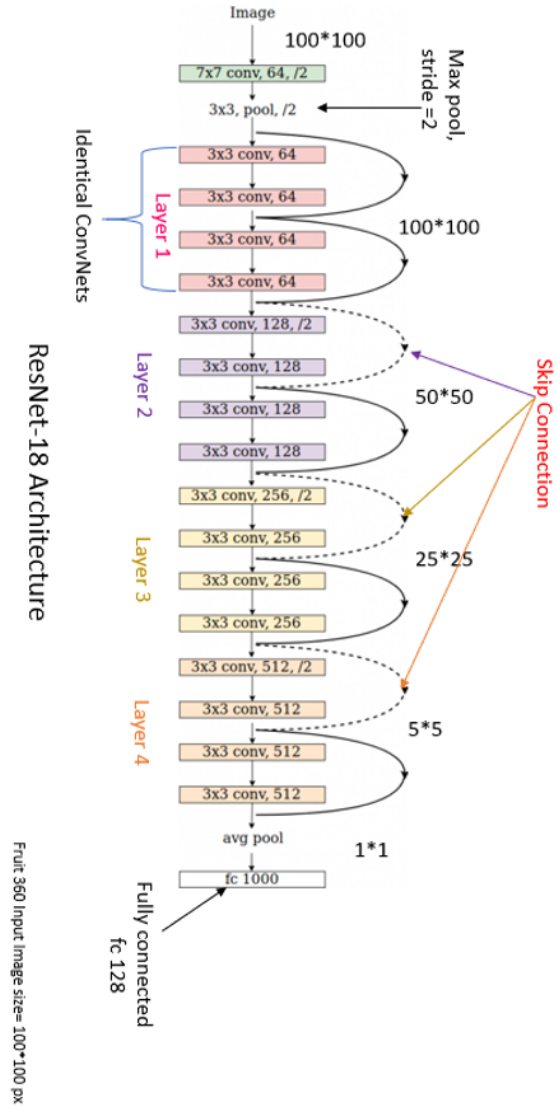 Image
100*100
7x7 conv, 64, /2
Max pool,
stride =2
3x3, pool, /2
3x3 conv, 64
3x3 conv, 64
3x3 conv, 64
3x3 conv, 64
Identical ConvNets
Layer 1
100*100
3x3 conv, 128, /2
3x3 conv, 128
3x3 conv, 128
3x3 conv, 128
Layer 2
50*50
Skip Connection
3x3 conv, 256, /2
3x3 conv, 256
3x3 conv, 256
3x3 conv, 256
Layer 3
25*25
ResNet-18 Architecture
3x3 conv, 512, /2
3x3 conv, 512
3x3 conv, 512
3x3 conv, 512
Layer 4
5*5
avg pool
1*1
fc 1000
Fully connected
fc 128
Fruit 360 Input Image size= 100*100 px